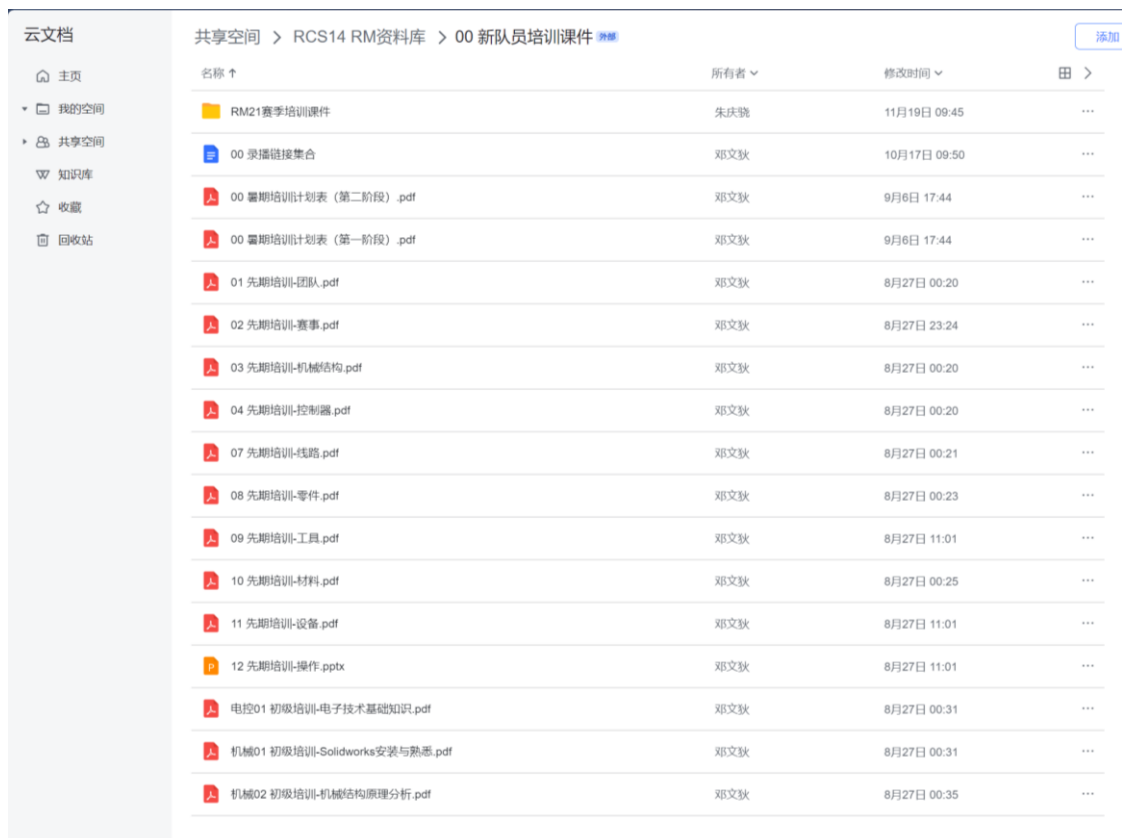 云文档
主页
我的空间
共享空间
知识库
收藏
回收站
共享空间 > RCS14 RM资料库 > 00 新队员培训课件 外部
添加
名称 ↑ 所有者 修改时间
RM21赛季培训课件 朱庆骁 11月19日 09:45 ...
00 录播链接集合 邓文狄 10月17日 09:50 ...
00 暑期培训计划表（第二阶段）.pdf 邓文狄 9月6日 17:44 ...
00 暑期培训计划表（第一阶段）.pdf 邓文狄 9月6日 17:44 ...
01 先期培训-团队.pdf 邓文狄 8月27日 00:20 ...
02 先期培训-赛事.pdf 邓文狄 8月27日 23:24 ...
03 先期培训-机械结构.pdf 邓文狄 8月27日 00:20 ...
04 先期培训-控制器.pdf 邓文狄 8月27日 00:20 ...
07 先期培训-线路.pdf 邓文狄 8月27日 00:21 ...
08 先期培训-零件.pdf 邓文狄 8月27日 00:23 ...
09 先期培训-工具.pdf 邓文狄 8月27日 11:01 ...
10 先期培训-材料.pdf 邓文狄 8月27日 00:25 ...
11 先期培训-设备.pdf 邓文狄 8月27日 11:01 ...
12 先期培训-操作.pptx 邓文狄 8月27日 11:01 ...
电控01 初级培训-电子技术基础知识.pdf 邓文狄 8月27日 00:31 ...
机械01 初级培训-Solidworks安装与熟悉.pdf 邓文狄 8月27日 00:31 ...
机械02 初级培训-机械结构原理分析.pdf 邓文狄 8月27日 00:35 ...